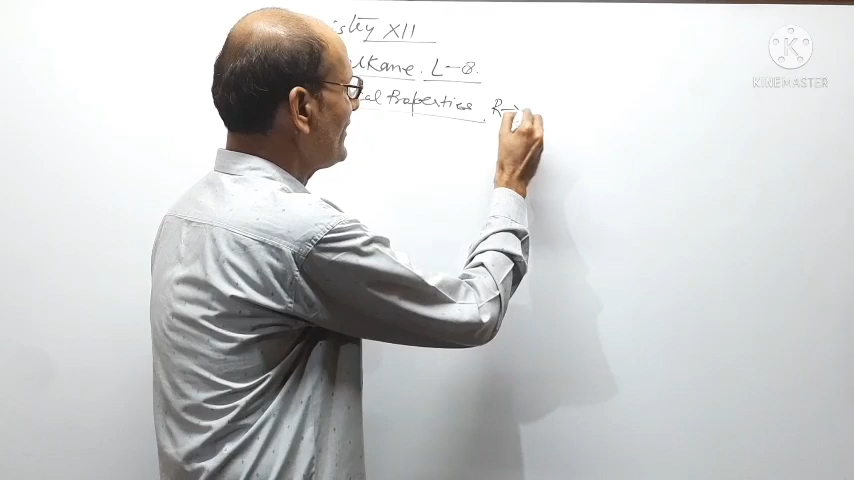 istry XII
lkane. L-8.
al Properties. R-
KINEMASTER